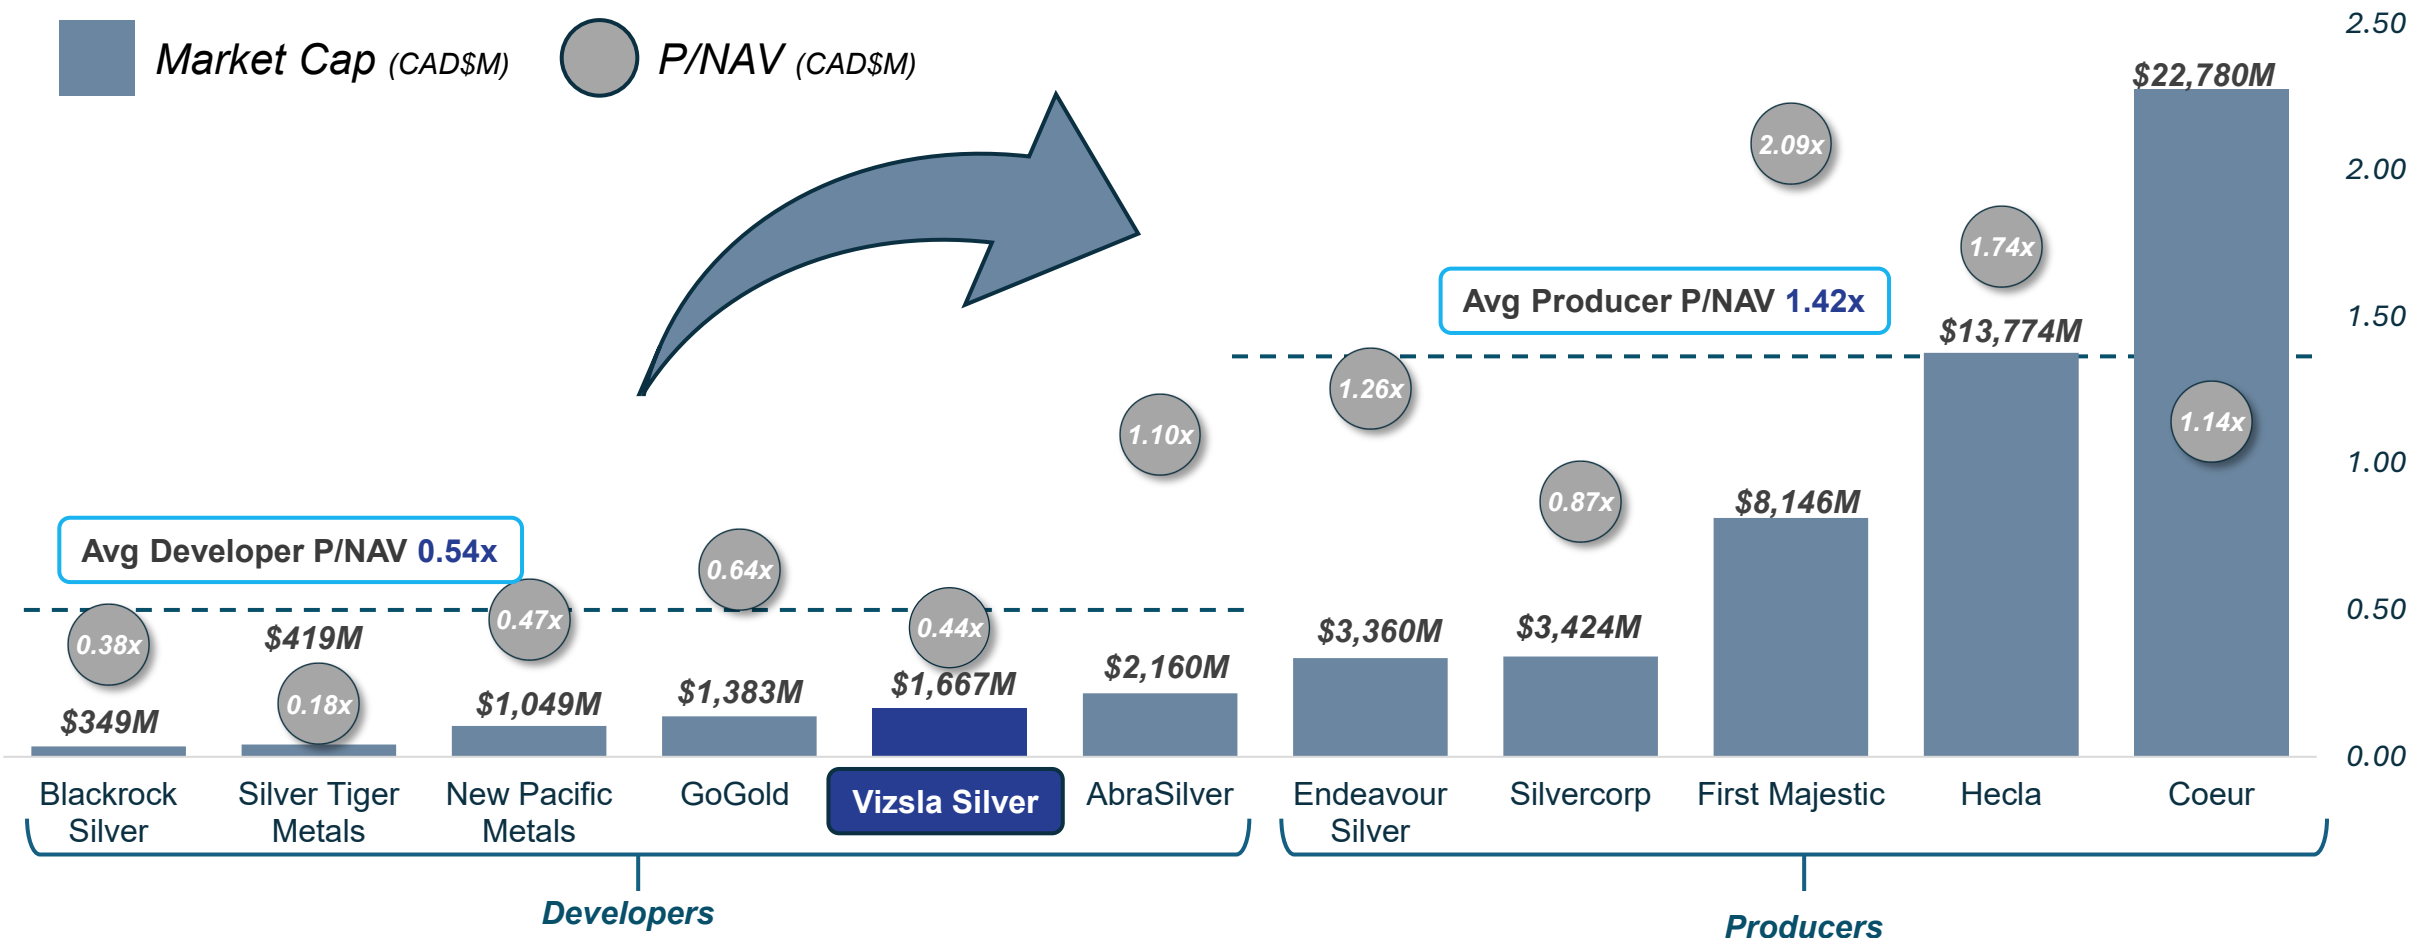 Market Cap (CAD$M)
P/NAV (CAD$M)
2.50
2.00
1.50
1.00
0.50
0.00
Avg Developer P/NAV 0.54x
Avg Producer P/NAV 1.42x
0.38x
0.18x
0.47x
0.64x
0.44x
1.10x
1.26x
0.87x
2.09x
1.74x
1.14x
$349M
$419M
$1,049M
$1,383M
$1,667M
$2,160M
$3,360M
$3,424M
$8,146M
$13,774M
$22,780M
Blackrock
Silver
Silver Tiger
Metals
New Pacific
Metals
GoGold
Vizsla Silver
AbraSilver
Endeavour
Silver
Silvercorp
First Majestic
Hecla
Coeur
Developers
Producers